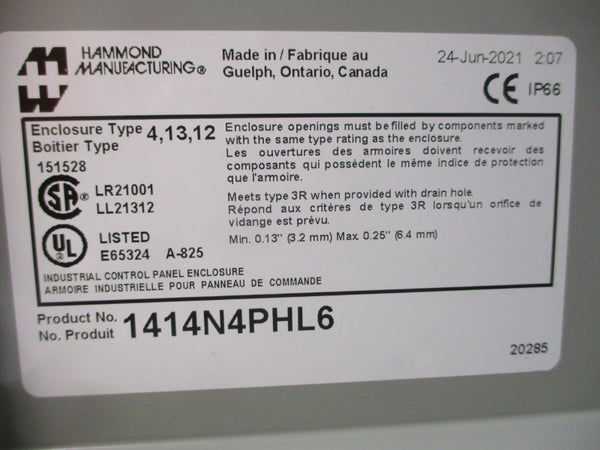 HAMMOND
MANUFACTURING®
Made in / Fabrique au
Guelph, Ontario, Canada
24-Jun-2021 2:07
CE IP66
Enclosure Type 4,13,12
Boitier Type
151528
SA® LR21001
LL21312
UL LISTED
E65324 A-825
Enclosure openings must be filled by components marked
with the same type rating as the enclosure.
Les ouvertures des armoires doivent recevoir des
composants qui possèdent le même indice de protection
que l'armoire.
Meets type 3R when provided with drain hole.
Répond aux critères de type 3R lorsqu'un orifice de
vidange est prévu.
Min. 0.13" (3.2 mm) Max. 0.25" (6.4 mm)
INDUSTRIAL CONTROL PANEL ENCLOSURE
ARMOIRE INDUSTRIELLE POUR PANNEAU DE COMMANDE
Product No. 1414N4PHL6
No. Produit
20285